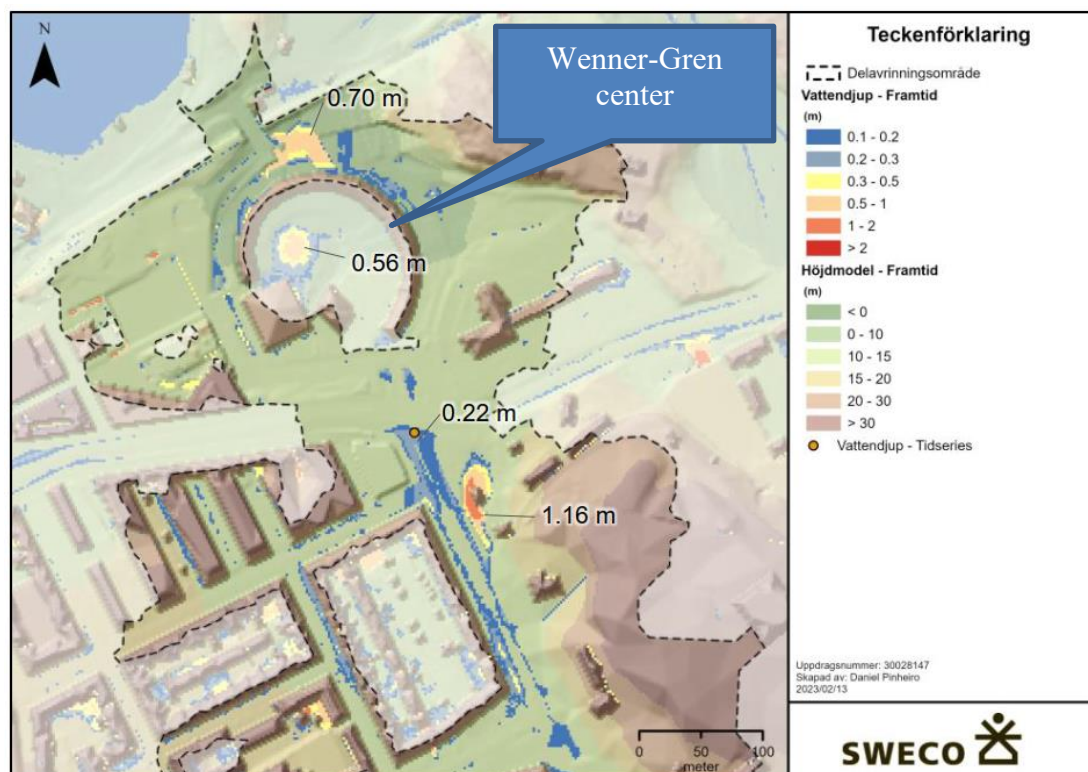 N
Wenner-Gren
center
0.70 m
0.56 m
0.22 m
1.16 m
0 50 100
meter
Teckenförklaring
Delavrinningsområde
Vattendjup - Framtid
(m)
0.1 - 0.2
0.2 - 0.3
0.3 - 0.5
0.5 - 1
1 - 2
> 2
Höjdmodel - Framtid
(m)
< 0
0 - 10
10 - 15
15 - 20
20 - 30
> 30
Vattendjup - Tidseries
Uppdragsnummer: 30028147
Skapad av: Daniel Pinheiro
2023/02/13
SWECO